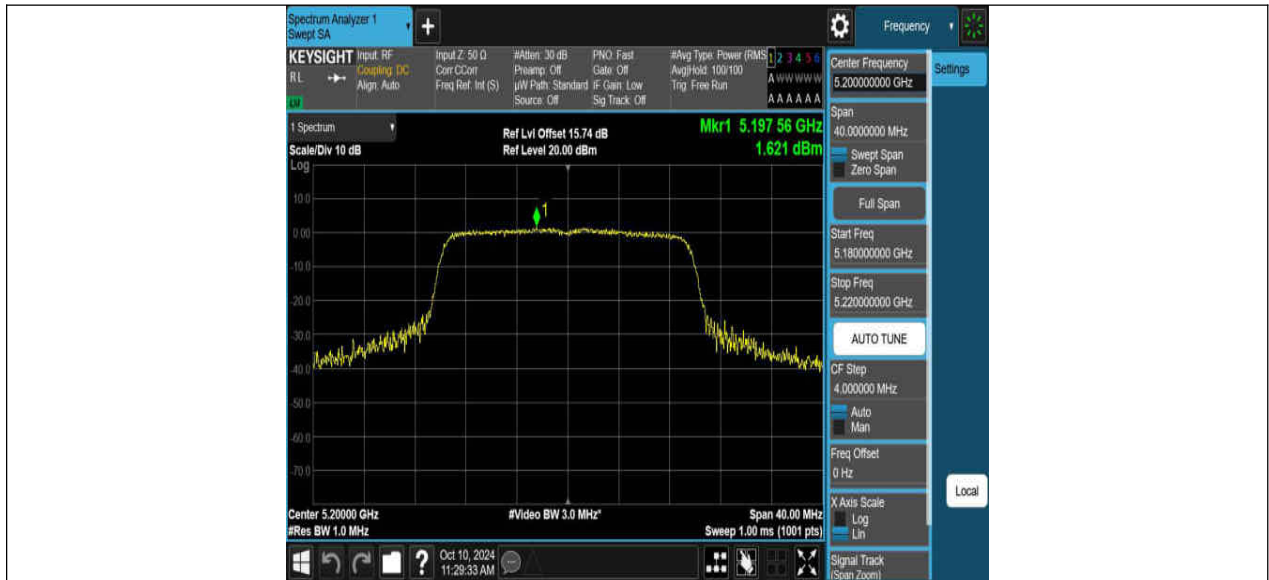 Spectrum Analyzer 1
Swept SA
+
Frequency
KEYSIGHT
RL
LM
Input: RF
Coupling: DC
Align: Auto
Input Z: 50 Ω
Corr CCorr
Freq Ref: Int (S)
#Atten: 30 dB
Preamp: Off
µW Path: Standard
Source: Off
PNO: Fast
Gate: Off
IF Gain: Low
Sig Track: Off
#Avg Type: Power (RMS
Avg|Hold: 100/100
Trig: Free Run
1 2 3 4 5 6
A W W W W W
A A A A A A
1 Spectrum
Scale/Div 10 dB
Log
Ref Lvl Offset 15.74 dB
Ref Level 20.00 dBm
Mkr1 5.197 56 GHz
1.621 dBm
10.0
0.00
-10.0
-20.0
-30.0
-40.0
-50.0
-60.0
-70.0
1
Center 5.20000 GHz
#Res BW 1.0 MHz
#Video BW 3.0 MHz*
Span 40.00 MHz
Sweep 1.00 ms (1001 pts)
?
Oct 10, 2024
11:29:33 AM
Center Frequency
5.200000000 GHz
Span
40.0000000 MHz
Swept Span
Zero Span
Full Span
Start Freq
5.180000000 GHz
Stop Freq
5.220000000 GHz
AUTO TUNE
CF Step
4.000000 MHz
Auto
Man
Freq Offset
0 Hz
X Axis Scale
Log
Lin
Signal Track
(Span Zoom)
Settings
Local